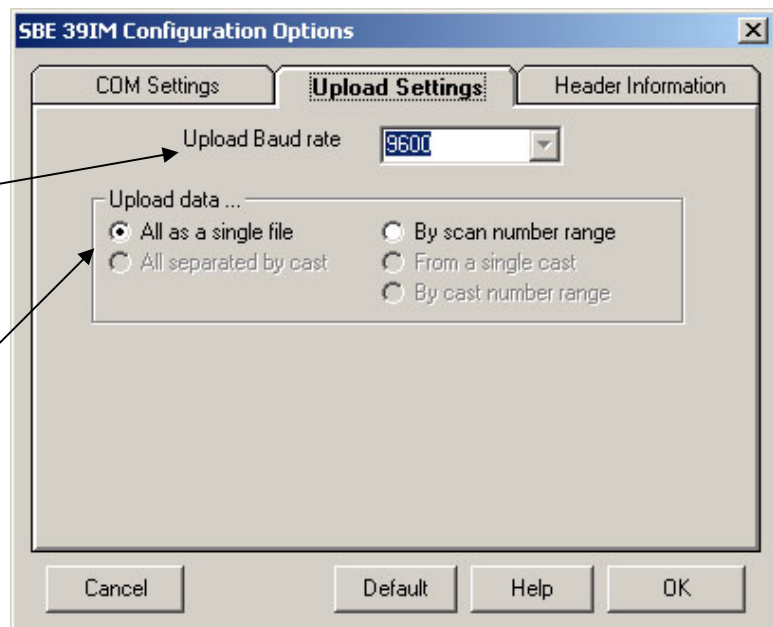 SBE 39IM Configuration Options
COM Settings
Upload Settings
Header Information
Upload Baud rate
9600
Upload data ...
All as a single file
By scan number range
All separated by cast
From a single cast
By cast number range
Cancel
Default
Help
OK